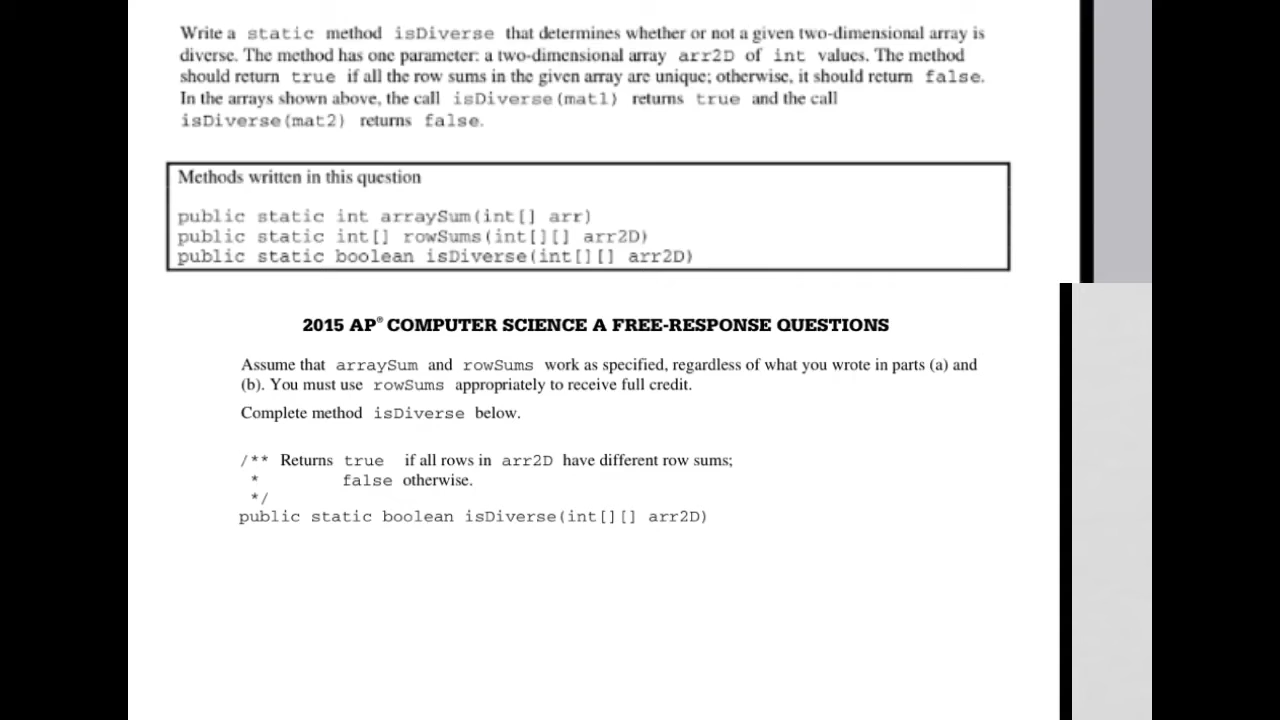 Write a static method isDiverse that determines whether or not a given two-dimensional array is
diverse. The method has one parameter: a two-dimensional array arr2D of int values. The method
should return true if all the row sums in the given array are unique; otherwise, it should return false.
In the arrays shown above, the call isDiverse(mat1) returns true and the call
isDiverse(mat2) returns false.
Methods written in this question
public static int arraySum(int[] arr)
public static int[] rowSums(int[][] arr2D)
public static boolean isDiverse(int[][] arr2D)
2015 AP® COMPUTER SCIENCE A FREE-RESPONSE QUESTIONS
Assume that arraySum and rowSums work as specified, regardless of what you wrote in parts (a) and
(b). You must use rowSums appropriately to receive full credit.
Complete method isDiverse below.
/** Returns true if all rows in arr2D have different row sums;
* false otherwise.
*/
public static boolean isDiverse(int[][] arr2D)